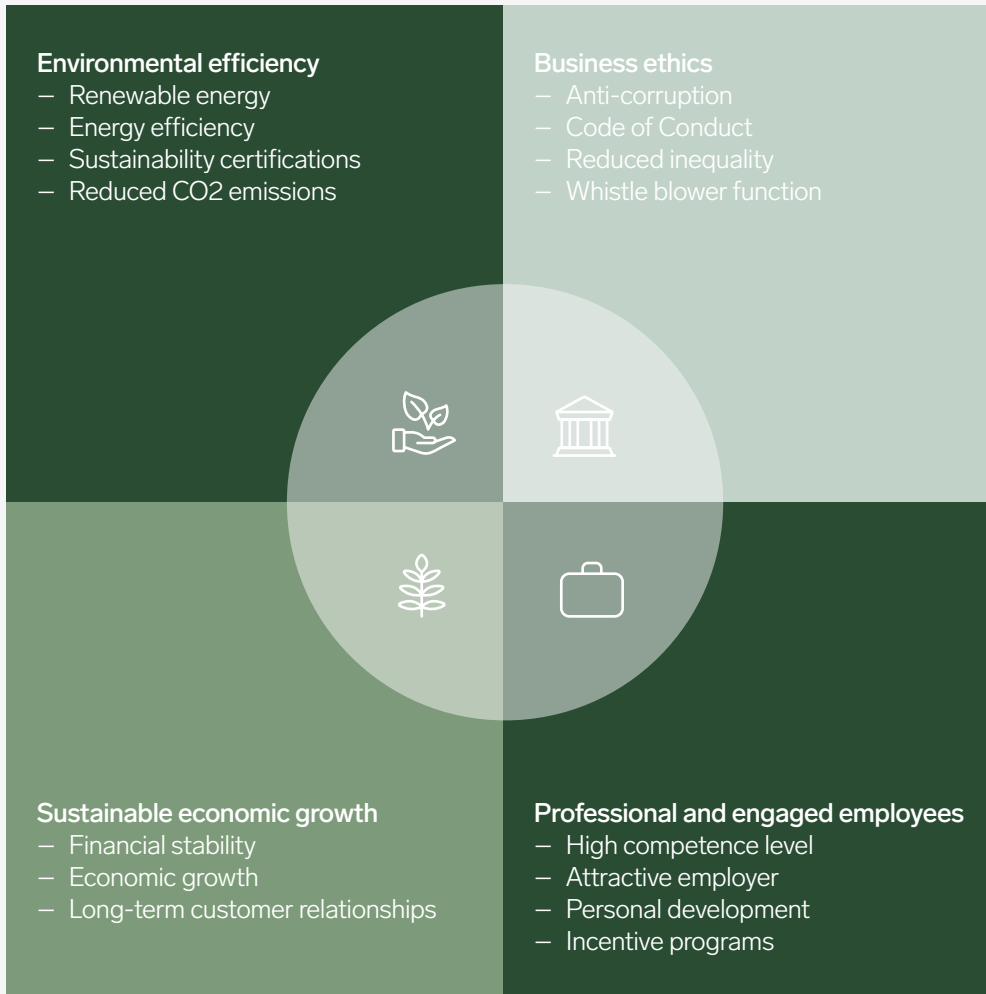 Environmental efficiency
– Renewable energy
– Energy efficiency
– Sustainability certifications
– Reduced CO2 emissions
Business ethics
– Anti-corruption
– Code of Conduct
– Reduced inequality
– Whistle blower function
Sustainable economic growth
– Financial stability
– Economic growth
– Long-term customer relationships
Professional and engaged employees
– High competence level
– Attractive employer
– Personal development
– Incentive programs